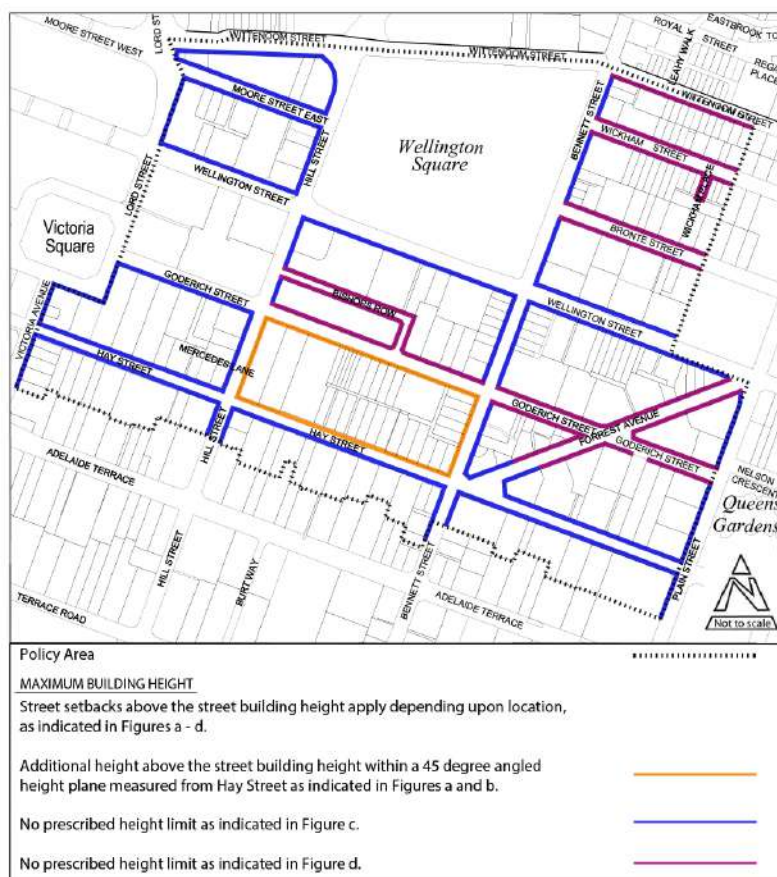 MOORE STREET WEST
LORD ST
WITTENOOM STREET
WITTENOOM STREET
ROYAL
STREET
LEAHY WALK
EASTBROOK TO
REGA
PLACE
WITTENOOM STREET
MOORE STREET EAST
HILL STREET
Wellington
Square
BENNETT STREET
WICKHAM STREET
WICKHAM PLACE
BRONTE STREET
WELLINGTON STREET
LORD STREET
Victoria
Square
VICTORIA AVENUE
GODERICH STREET
BISHOPS ROW
WELLINGTON STREET
MERCEDES LANE
HAY STREET
HAY STREET
HILL STREET
GODERICH STREET
FORREST AVENUE
GODERICH STREET
NELSON
CRESCENT
Queens
Gardens
ADELAIDE TERRACE
HILL STREET
BURT WAY
BENNETT STREET
ADELAIDE TERRACE
PLAIN STREET
TERRACE ROAD
N
Not to scale
Policy Area
MAXIMUM BUILDING HEIGHT
Street setbacks above the street building height apply depending upon location,
as indicated in Figures a - d.
Additional height above the street building height within a 45 degree angled
height plane measured from Hay Street as indicated in Figures a and b.
No prescribed height limit as indicated in Figure c.
No prescribed height limit as indicated in Figure d.